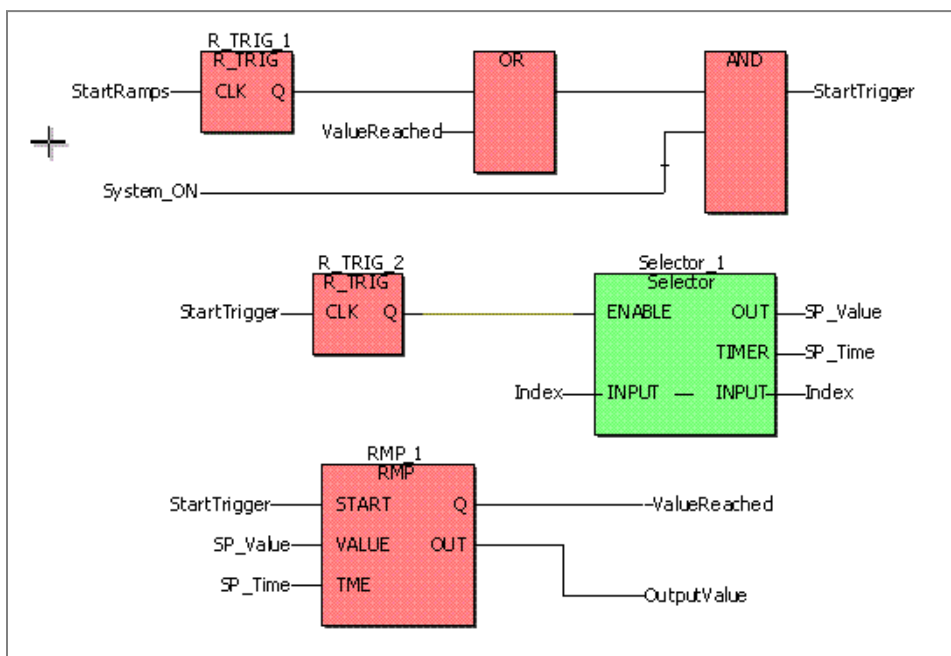 R_TRIG_1
R_TRIG OR AND
StartRamps CLK Q StartTrigger
ValueReached
System_ON
R_TRIG_2 Selector_1
R_TRIG Selector
StartTrigger CLK Q ENABLE OUT SP_Value
TIMER SP_Time
Index INPUT — INPUT Index
RMP_1
RMP
StartTrigger START Q ValueReached
SP_Value VALUE OUT
SP_Time TME OutputValue